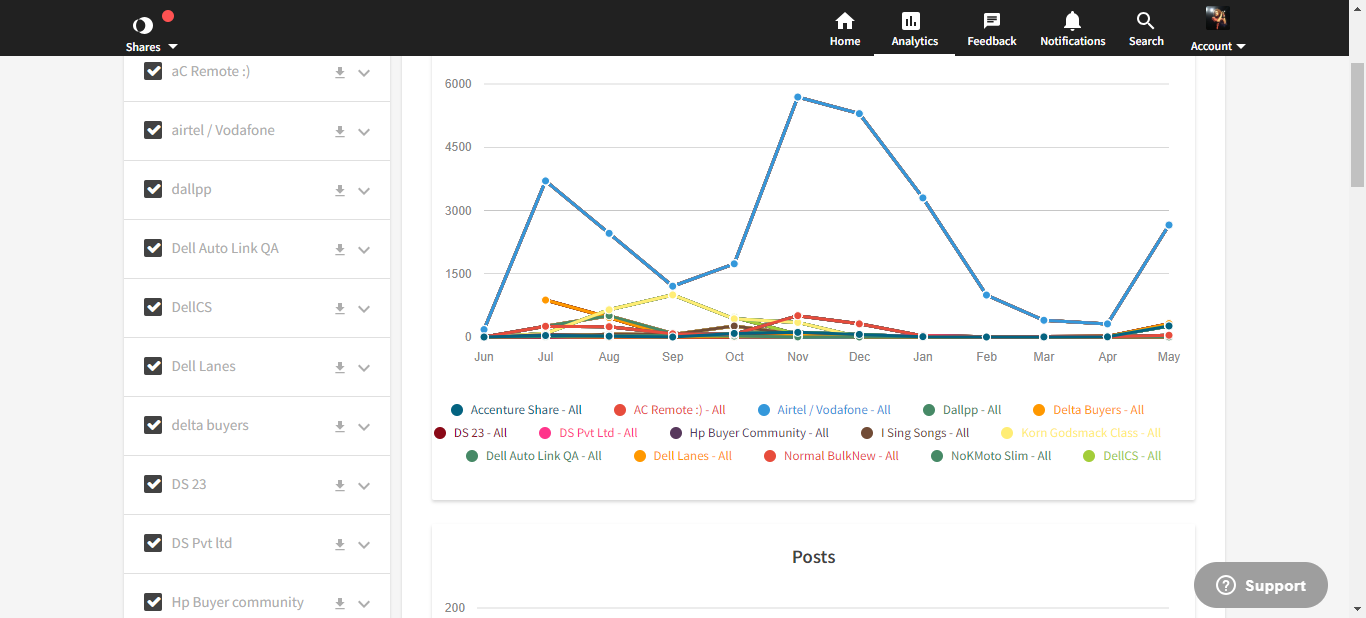 Shares
Home
Analytics
Feedback
Notifications
Search
Account
aC Remote :)
airtel / Vodafone
dallpp
Dell Auto Link QA
DellCS
Dell Lanes
delta buyers
DS 23
DS Pvt ltd
Hp Buyer community
6000
4500
3000
1500
0
Jun Jul Aug Sep Oct Nov Dec Jan Feb Mar Apr May
Accenture Share - All AC Remote :) - All Airtel / Vodafone - All Dallpp - All Delta Buyers - All
DS 23 - All DS Pvt Ltd - All Hp Buyer Community - All I Sing Songs - All Korn Godsmack Class - All
Dell Auto Link QA - All Dell Lanes - All Normal BulkNew - All NoKMoto Slim - All DellCS - All
Posts
200
Support